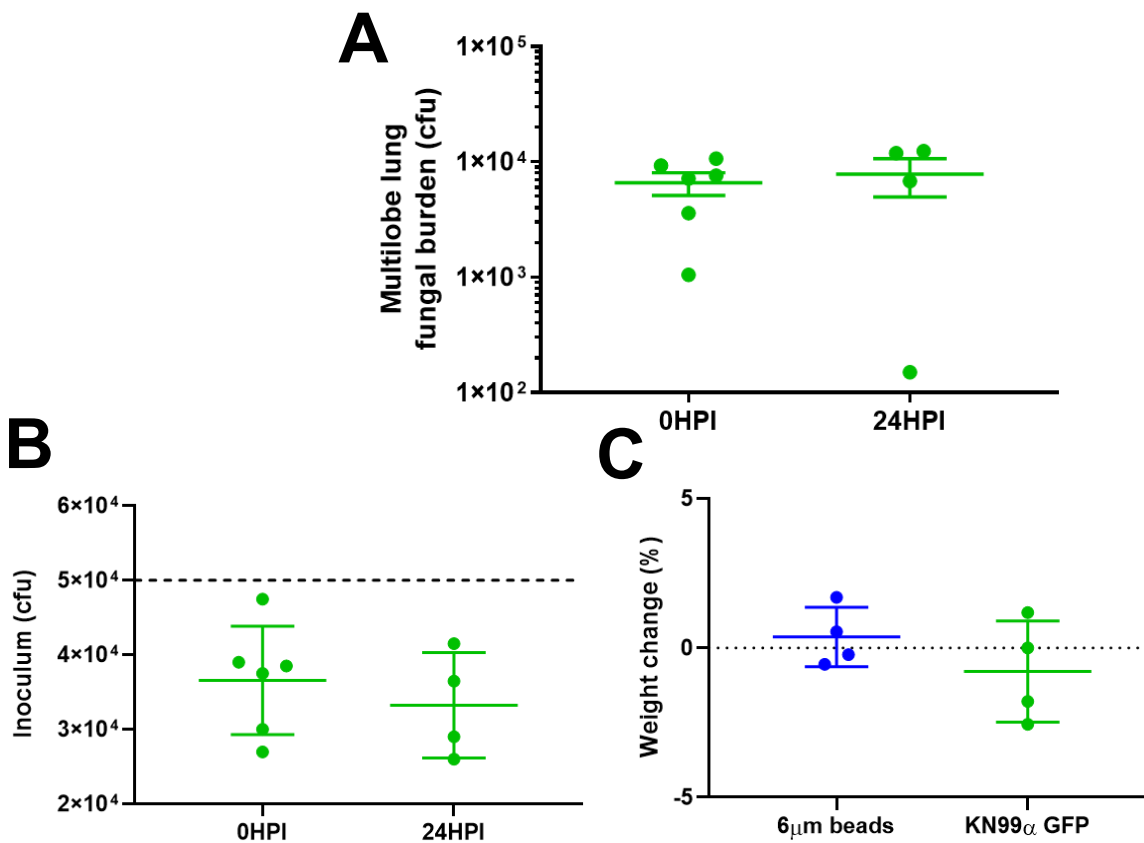 A
Multilobe lung
fungal burden (cfu)
1×10⁵
1×10⁴
1×10³
1×10²
0HPI
24HPI
B
Inoculum (cfu)
6×10⁴
5×10⁴
4×10⁴
3×10⁴
2×10⁴
0HPI
24HPI
C
Weight change (%)
5
0
-5
6μm beads
KN99α GFP